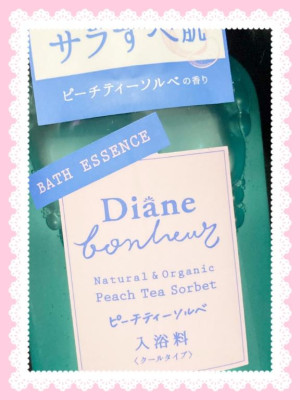 サラすべ肌
ピーチティーソルベの香り
BATH ESSENCE
Diane
bonheur
Natural & Organic
Peach Tea Sorbet
ピーチティーソルベ
入浴料
〈クールタイプ〉